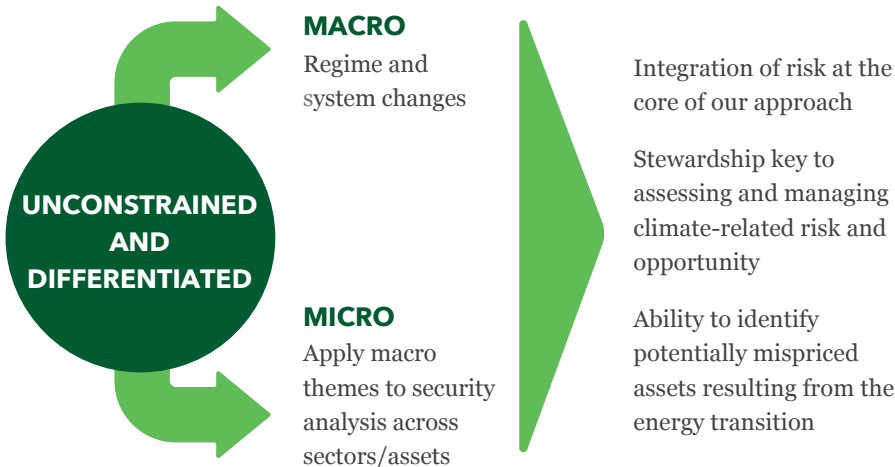 UNCONSTRAINED
AND
DIFFERENTIATED
MACRO
Regime and
system changes
MICRO
Apply macro
themes to security
analysis across
sectors/assets
Integration of risk at the
core of our approach
Stewardship key to
assessing and managing
climate-related risk and
opportunity
Ability to identify
potentially mispriced
assets resulting from the
energy transition